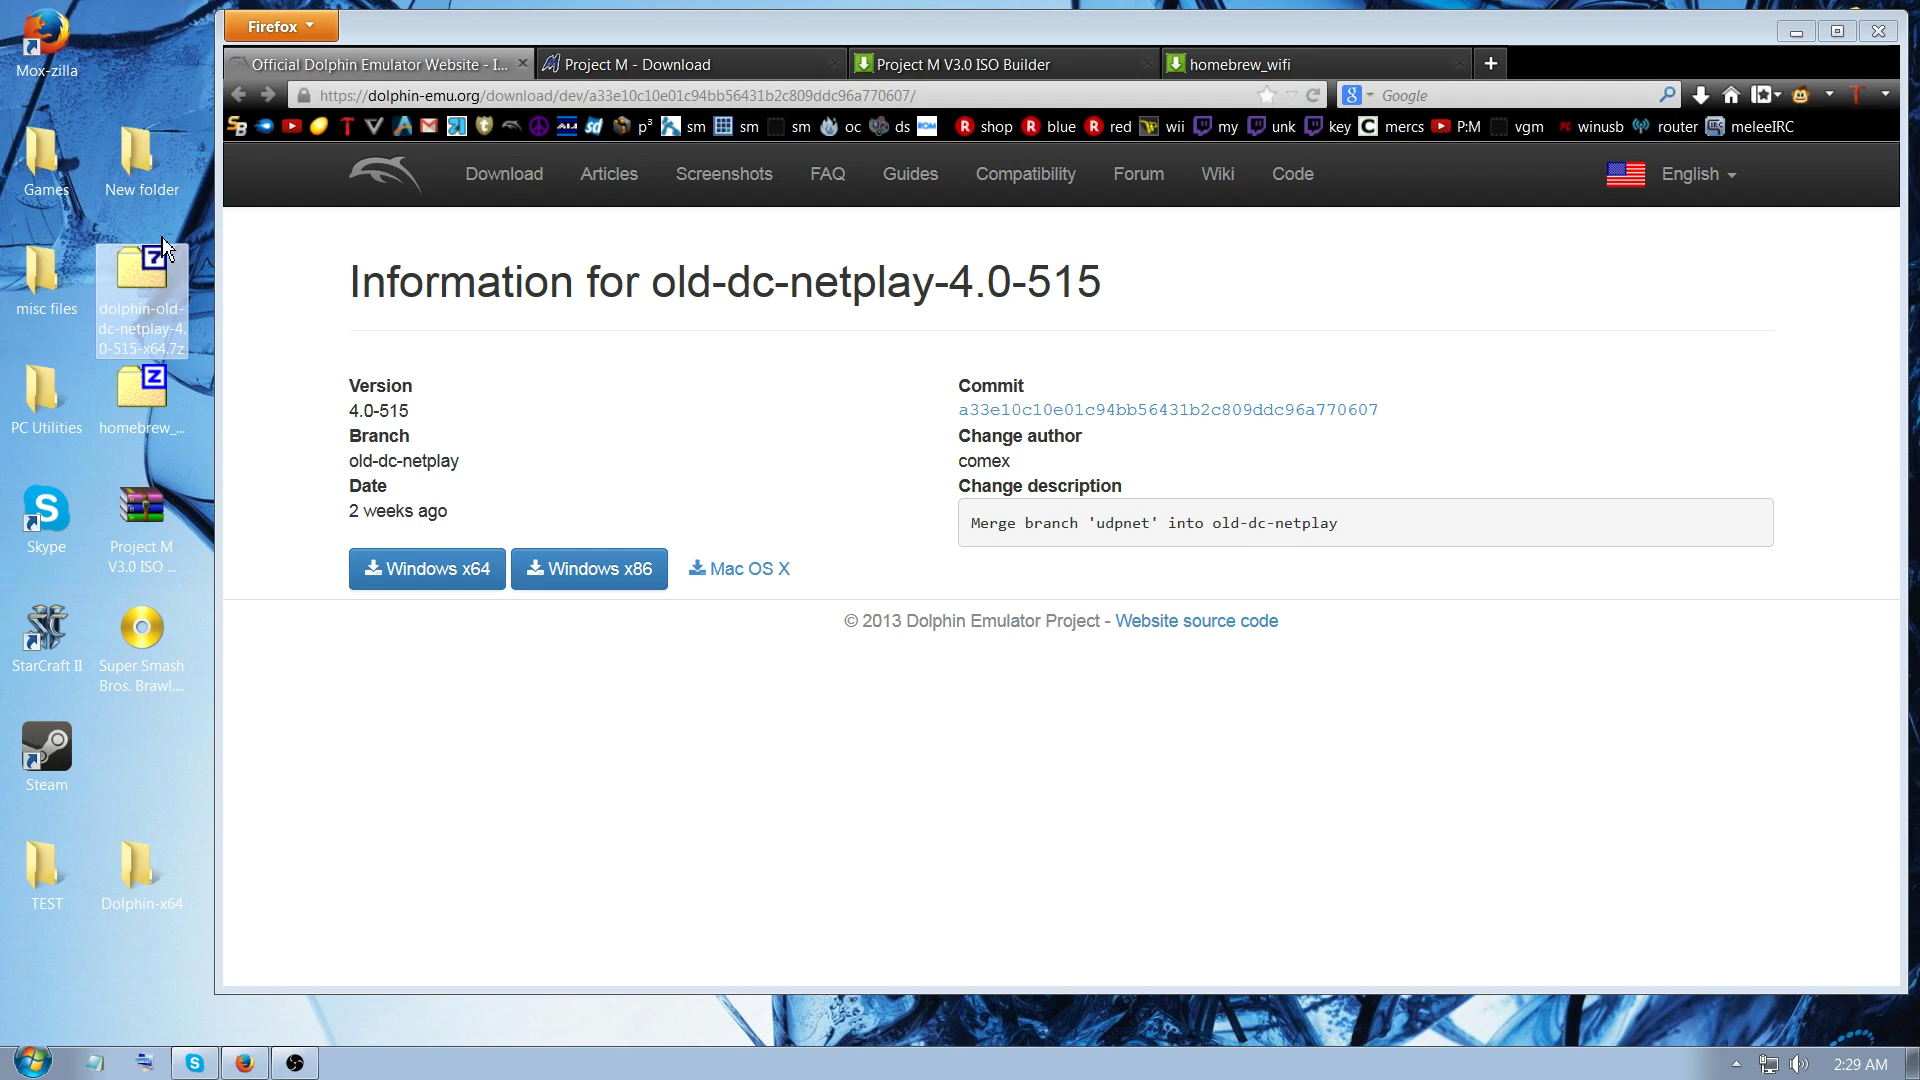 Mox-zilla
Games
New folder
misc files
dolphin-old-
dc-netplay-4.
0-515-x64.7z
PC Utilities
homebrew_...
Skype
Project M
V3.0 ISO ...
StarCraft II
Super Smash
Bros. Brawl....
Steam
TEST
Dolphin-x64
Firefox
Official Dolphin Emulator Website - I...
Project M - Download
Project M V3.0 ISO Builder
homebrew_wifi
https://dolphin-emu.org/download/dev/a33e10c10e01c94bb56431b2c809ddc96a770607/
Google
sm sm sm oc ds shop blue red wii my unk key mercs P:M vgm winusb router meleeIRC
Download Articles Screenshots FAQ Guides Compatibility Forum Wiki Code English
Information for old-dc-netplay-4.0-515
Version
4.0-515
Branch
old-dc-netplay
Date
2 weeks ago
Commit
a33e10c10e01c94bb56431b2c809ddc96a770607
Change author
comex
Change description
Merge branch 'udpnet' into old-dc-netplay
Windows x64
Windows x86
Mac OS X
© 2013 Dolphin Emulator Project - Website source code
2:29 AM